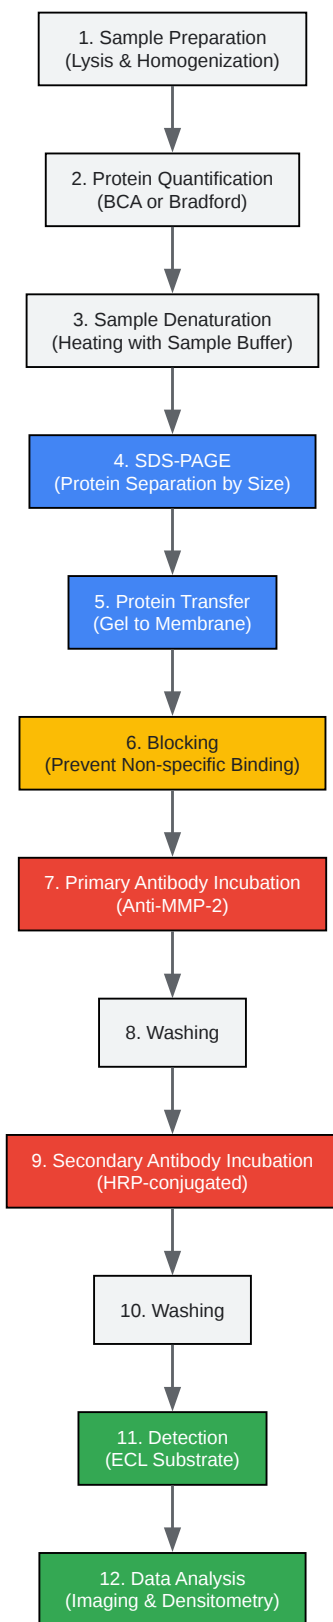 1. Sample Preparation
(Lysis & Homogenization)
2. Protein Quantification
(BCA or Bradford)
3. Sample Denaturation
(Heating with Sample Buffer)
4. SDS-PAGE
(Protein Separation by Size)
5. Protein Transfer
(Gel to Membrane)
6. Blocking
(Prevent Non-specific Binding)
7. Primary Antibody Incubation
(Anti-MMP-2)
8. Washing
9. Secondary Antibody Incubation
(HRP-conjugated)
10. Washing
11. Detection
(ECL Substrate)
12. Data Analysis
(Imaging & Densitometry)